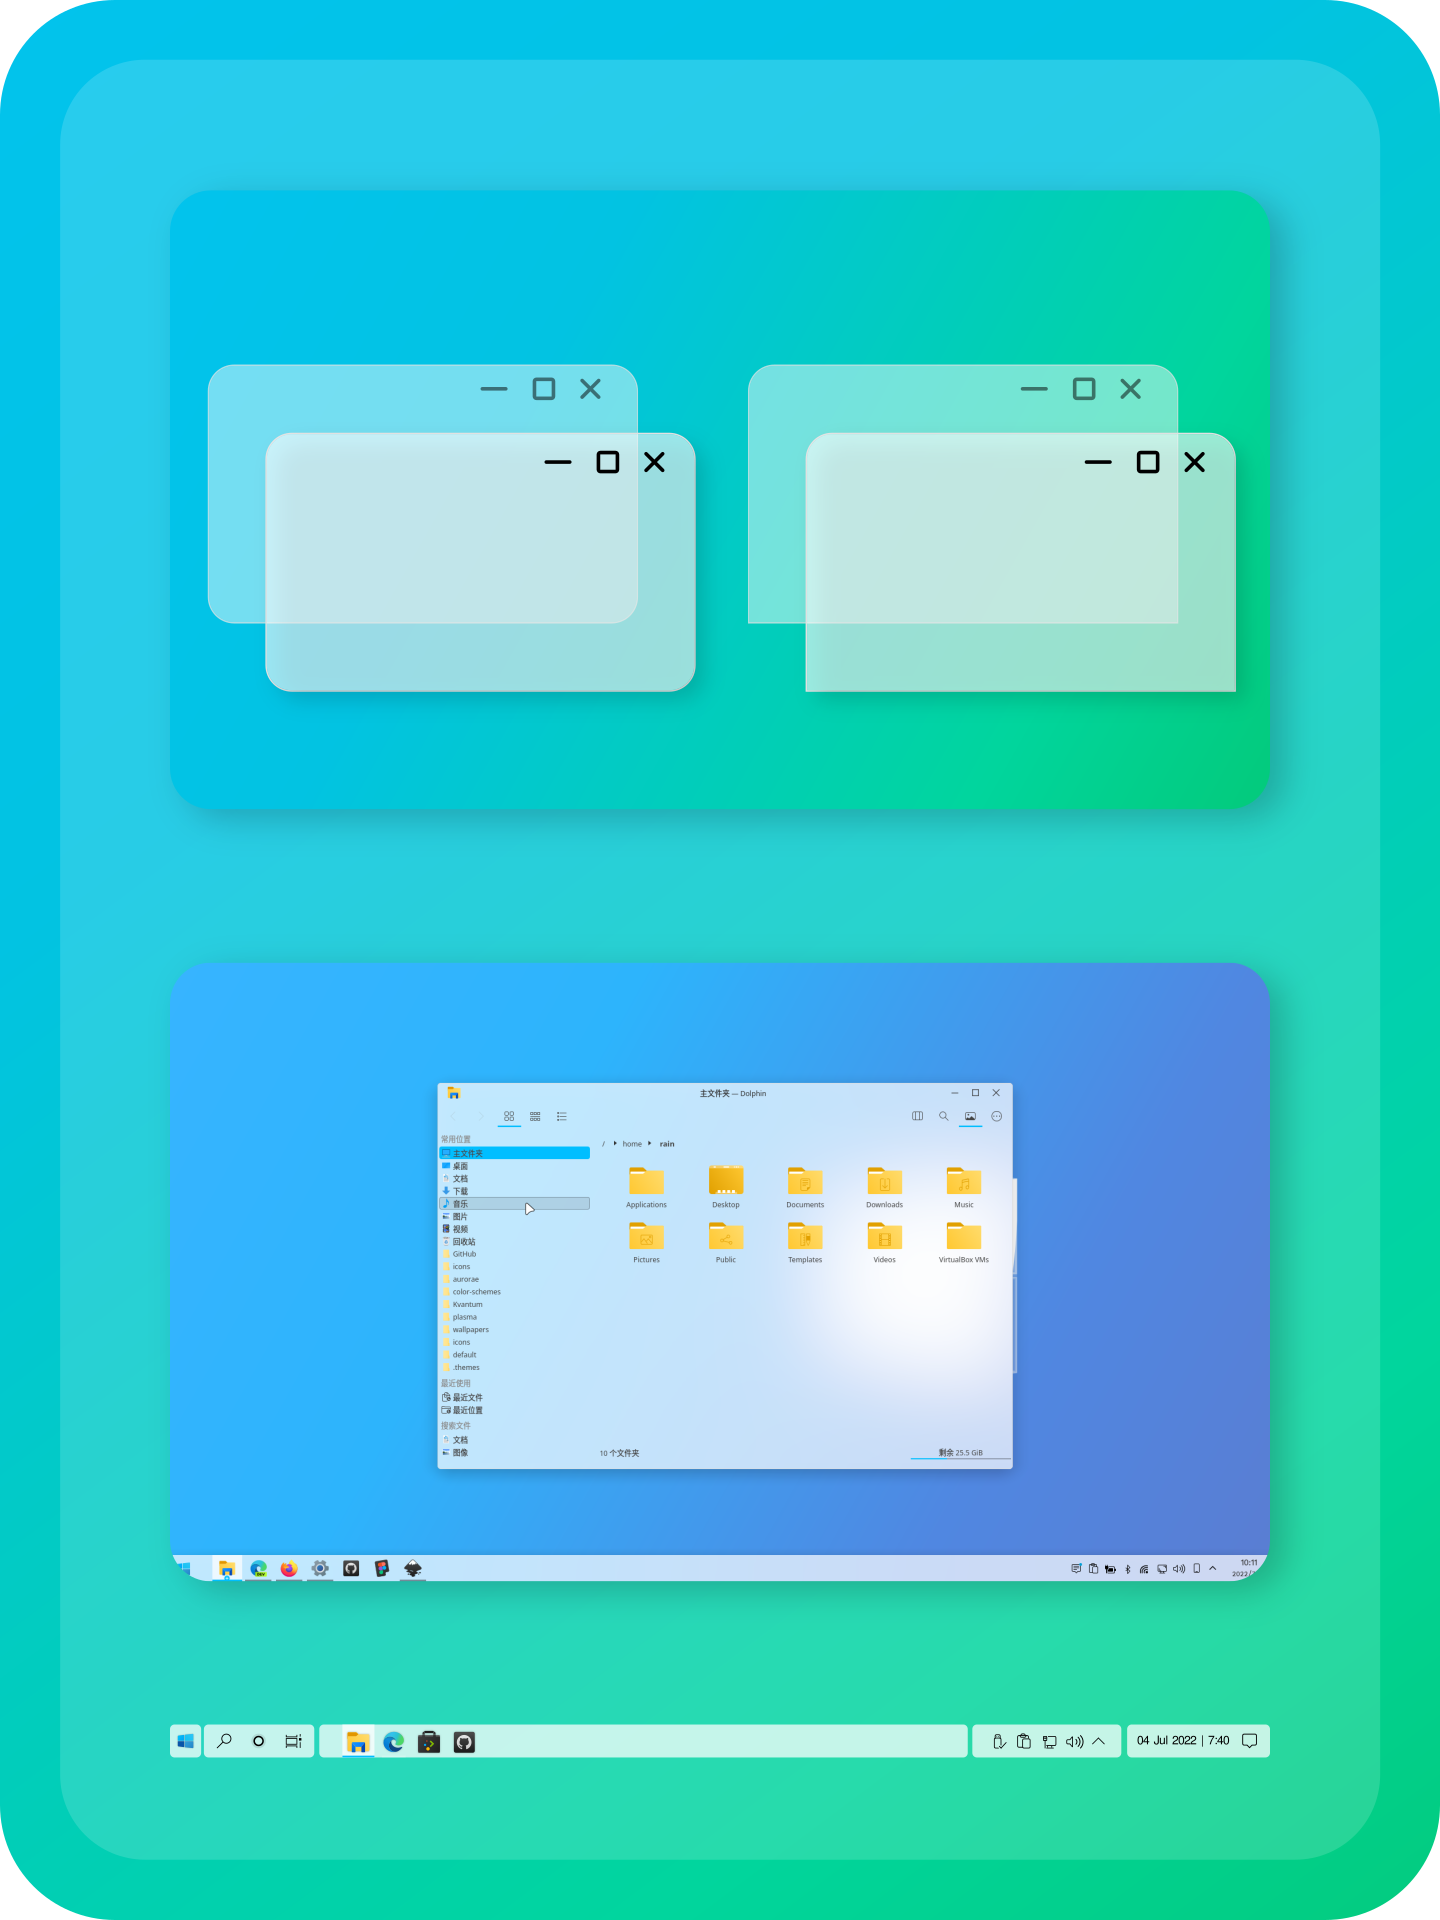 主文件夹 — Dolphin
常用位置
主文件夹
桌面
文档
下载
音乐
图片
视频
回收站
GitHub
icons
aurorae
color-schemes
Kvantum
plasma
wallpapers
icons
default
.themes
最近使用
最近文件
最近位置
搜索文件
文档
图像
/ home rain
Applications Desktop Documents Downloads Music
Pictures Public Templates Videos VirtualBox VMs
10 个文件夹
剩余 25.5 GiB
DEV
10:11
2022/
04 Jul 2022 | 7:40